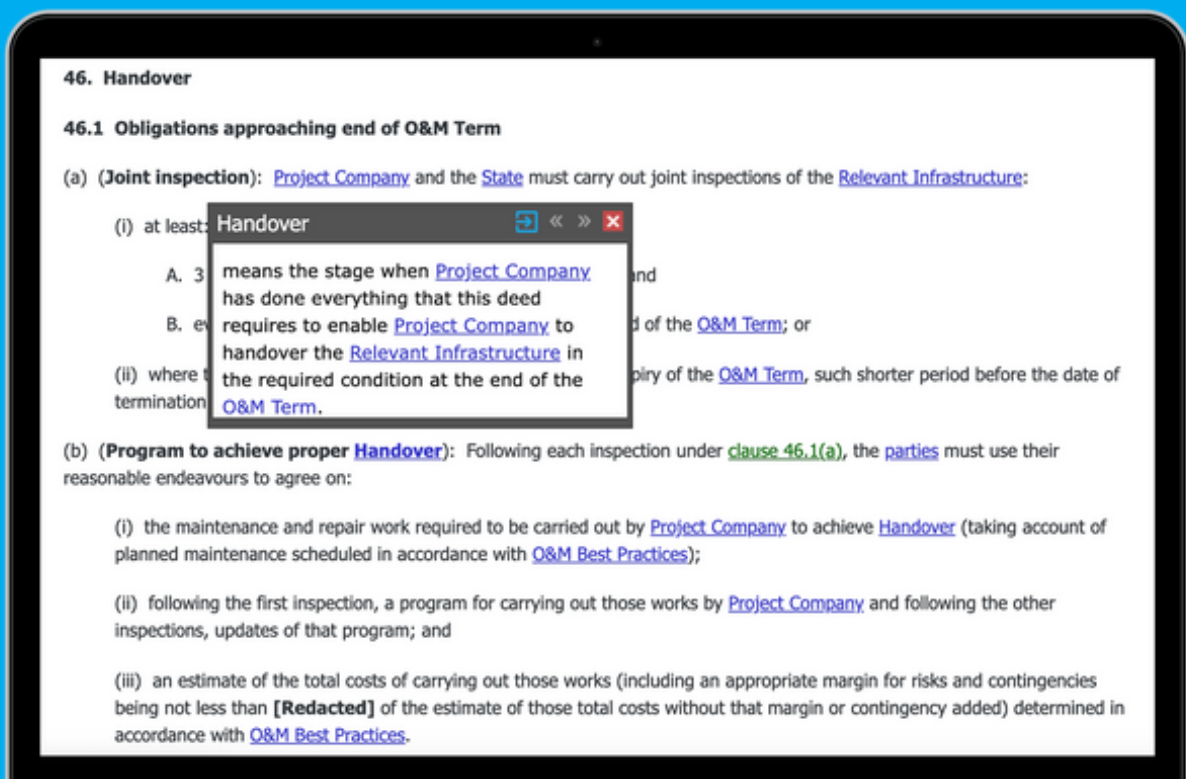 46. Handover
46.1 Obligations approaching end of O&M Term
(a) (Joint inspection): Project Company and the State must carry out joint inspections of the Relevant Infrastructure:
(i) at least:
Handover
A. 3
means the stage when Project Company
has done everything that this deed
requires to enable Project Company to
handover the Relevant Infrastructure in
the required condition at the end of the
O&M Term.
B.
of the O&M Term; or
(ii) where
of the O&M Term, such shorter period before the date of
termination
(b) (Program to achieve proper Handover): Following each inspection under clause 46.1(a), the parties must use their
reasonable endeavours to agree on:
(i) the maintenance and repair work required to be carried out by Project Company to achieve Handover (taking account of
planned maintenance scheduled in accordance with O&M Best Practices);
(ii) following the first inspection, a program for carrying out those works by Project Company and following the other
inspections, updates of that program; and
(iii) an estimate of the total costs of carrying out those works (including an appropriate margin for risks and contingencies
being not less than [Redacted] of the estimate of those total costs without that margin or contingency added) determined in
accordance with O&M Best Practices.